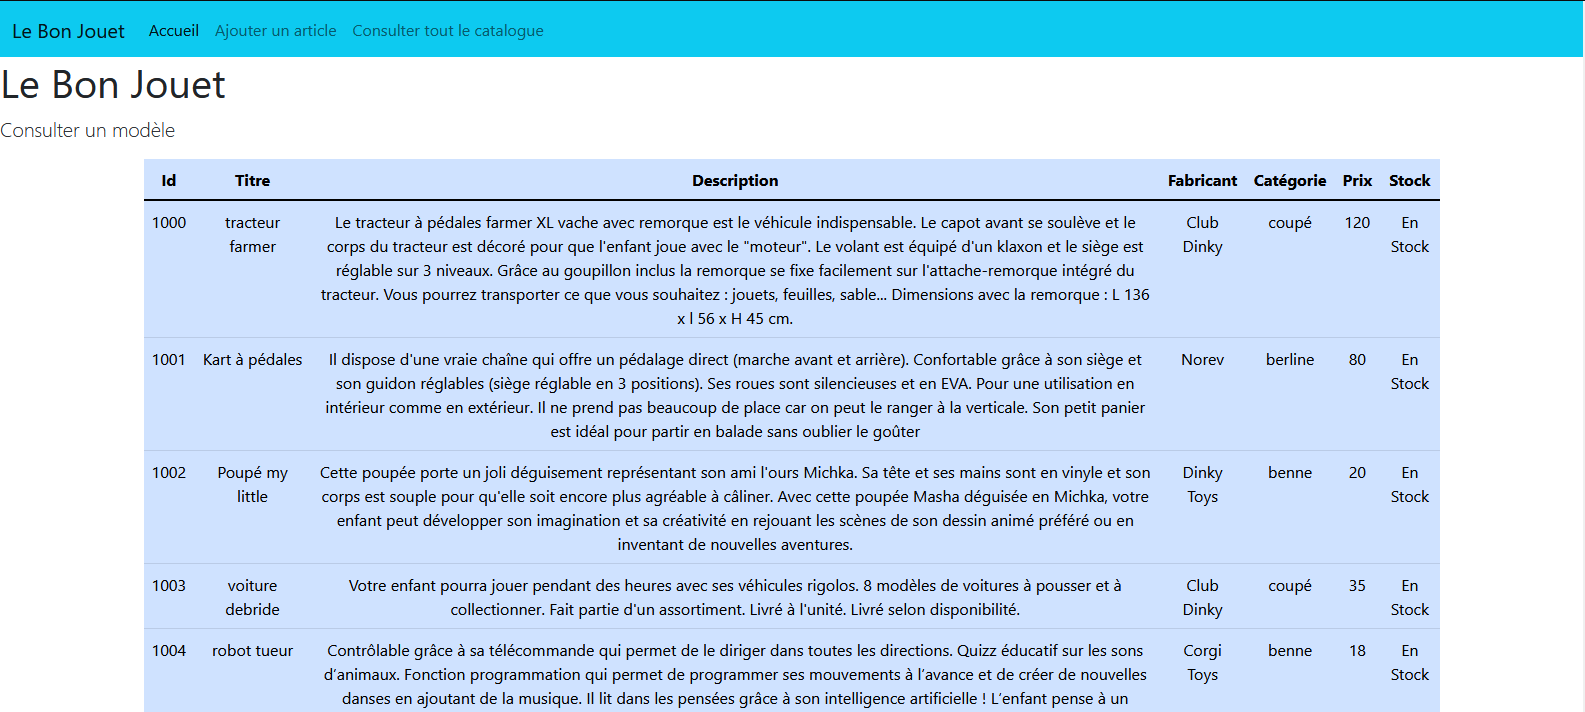 Le Bon Jouet Accueil Ajouter un article Consulter tout le catalogue
Le Bon Jouet
Consulter un modèle
Id Titre Description Fabricant Catégorie Prix Stock
1000 tracteur Le tracteur à pédales farmer XL vache avec remorque est le véhicule indispensable. Le capot avant se soulève et le Club coupé 120 En
farmer corps du tracteur est décoré pour que l'enfant joue avec le "moteur". Le volant est équipé d'un klaxon et le siège est Dinky Stock
réglable sur 3 niveaux. Grâce au goupillon inclus la remorque se fixe facilement sur l'attache-remorque intégré du
tracteur. Vous pourrez transporter ce que vous souhaitez : jouets, feuilles, sable... Dimensions avec la remorque : L 136
x l 56 x H 45 cm.
1001 Kart à pédales Il dispose d'une vraie chaîne qui offre un pédalage direct (marche avant et arrière). Confortable grâce à son siège et Norev berline 80 En
son guidon réglables (siège réglable en 3 positions). Ses roues sont silencieuses et en EVA. Pour une utilisation en Stock
intérieur comme en extérieur. Il ne prend pas beaucoup de place car on peut le ranger à la verticale. Son petit panier
est idéal pour partir en balade sans oublier le goûter
1002 Poupé my Cette poupée porte un joli déguisement représentant son ami l'ours Michka. Sa tête et ses mains sont en vinyle et son Dinky benne 20 En
little corps est souple pour qu'elle soit encore plus agréable à câliner. Avec cette poupée Masha déguisée en Michka, votre Toys Stock
enfant peut développer son imagination et sa créativité en rejouant les scènes de son dessin animé préféré ou en
inventant de nouvelles aventures.
1003 voiture Votre enfant pourra jouer pendant des heures avec ses véhicules rigolos. 8 modèles de voitures à pousser et à Club coupé 35 En
debride collectionner. Fait partie d'un assortiment. Livré à l'unité. Livré selon disponibilité. Dinky Stock
1004 robot tueur Contrôlable grâce à sa télécommande qui permet de le diriger dans toutes les directions. Quizz éducatif sur les sons Corgi benne 18 En
d’animaux. Fonction programmation qui permet de programmer ses mouvements à l’avance et de créer de nouvelles Toys Stock
danses en ajoutant de la musique. Il lit dans les pensées grâce à son intelligence artificielle ! L’enfant pense à un